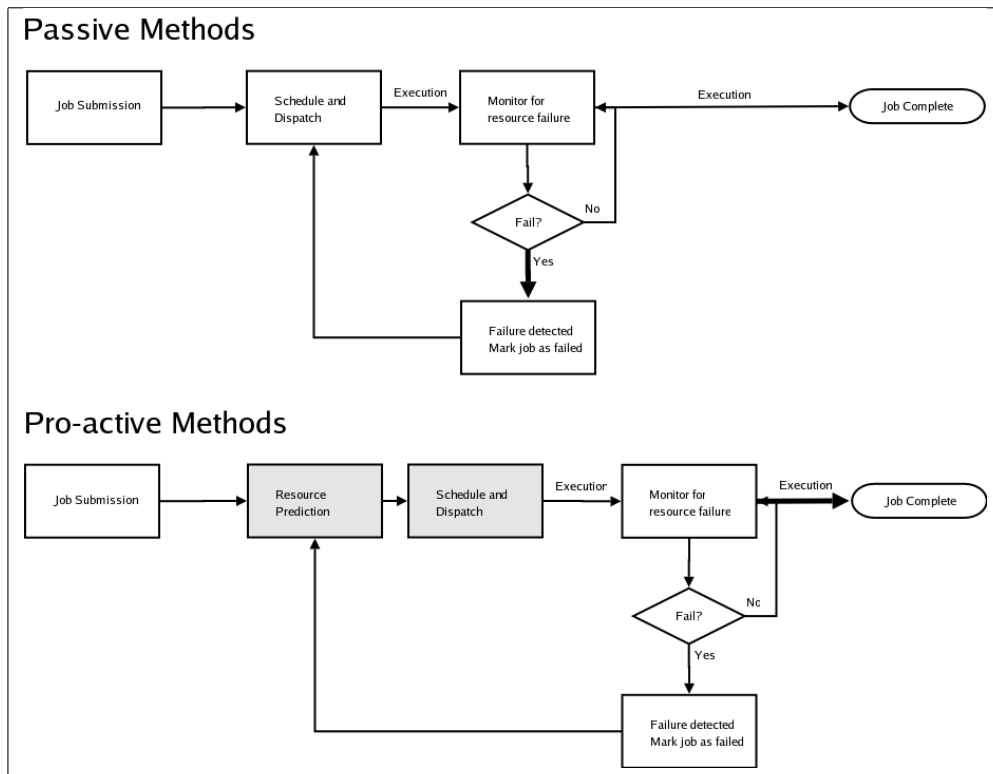 Passive Methods
Job Submission
Schedule and
Dispatch
Execution
Monitor for
resource failure
Execution
Job Complete
Fail?
No
Yes
Failure detected
Mark job as failed
Pro-active Methods
Job Submission
Resource
Prediction
Schedule and
Dispatch
Execution
Monitor for
resource failure
Execution
Job Complete
Fail?
No
Yes
Failure detected
Mark job as failed